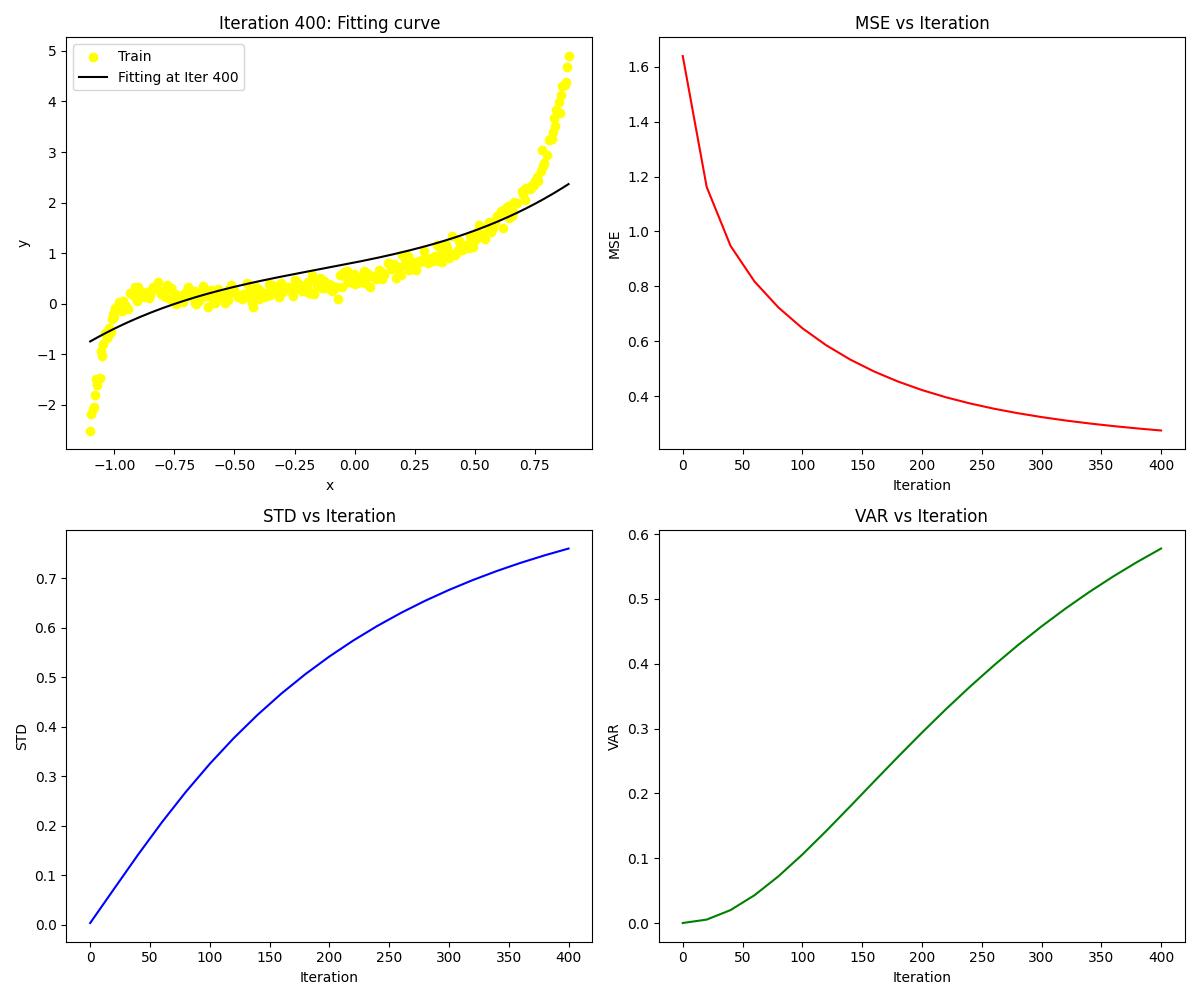 Iteration 400: Fitting curve
Train
Fitting at Iter 400
5
4
3
2
1
0
−1
−2
y
−1.00 −0.75 −0.50 −0.25 0.00 0.25 0.50 0.75
x
MSE vs Iteration
1.6
1.4
1.2
1.0
0.8
0.6
0.4
MSE
0 50 100 150 200 250 300 350 400
Iteration
STD vs Iteration
0.7
0.6
0.5
0.4
0.3
0.2
0.1
0.0
STD
0 50 100 150 200 250 300 350 400
Iteration
VAR vs Iteration
0.6
0.5
0.4
0.3
0.2
0.1
0.0
VAR
0 50 100 150 200 250 300 350 400
Iteration